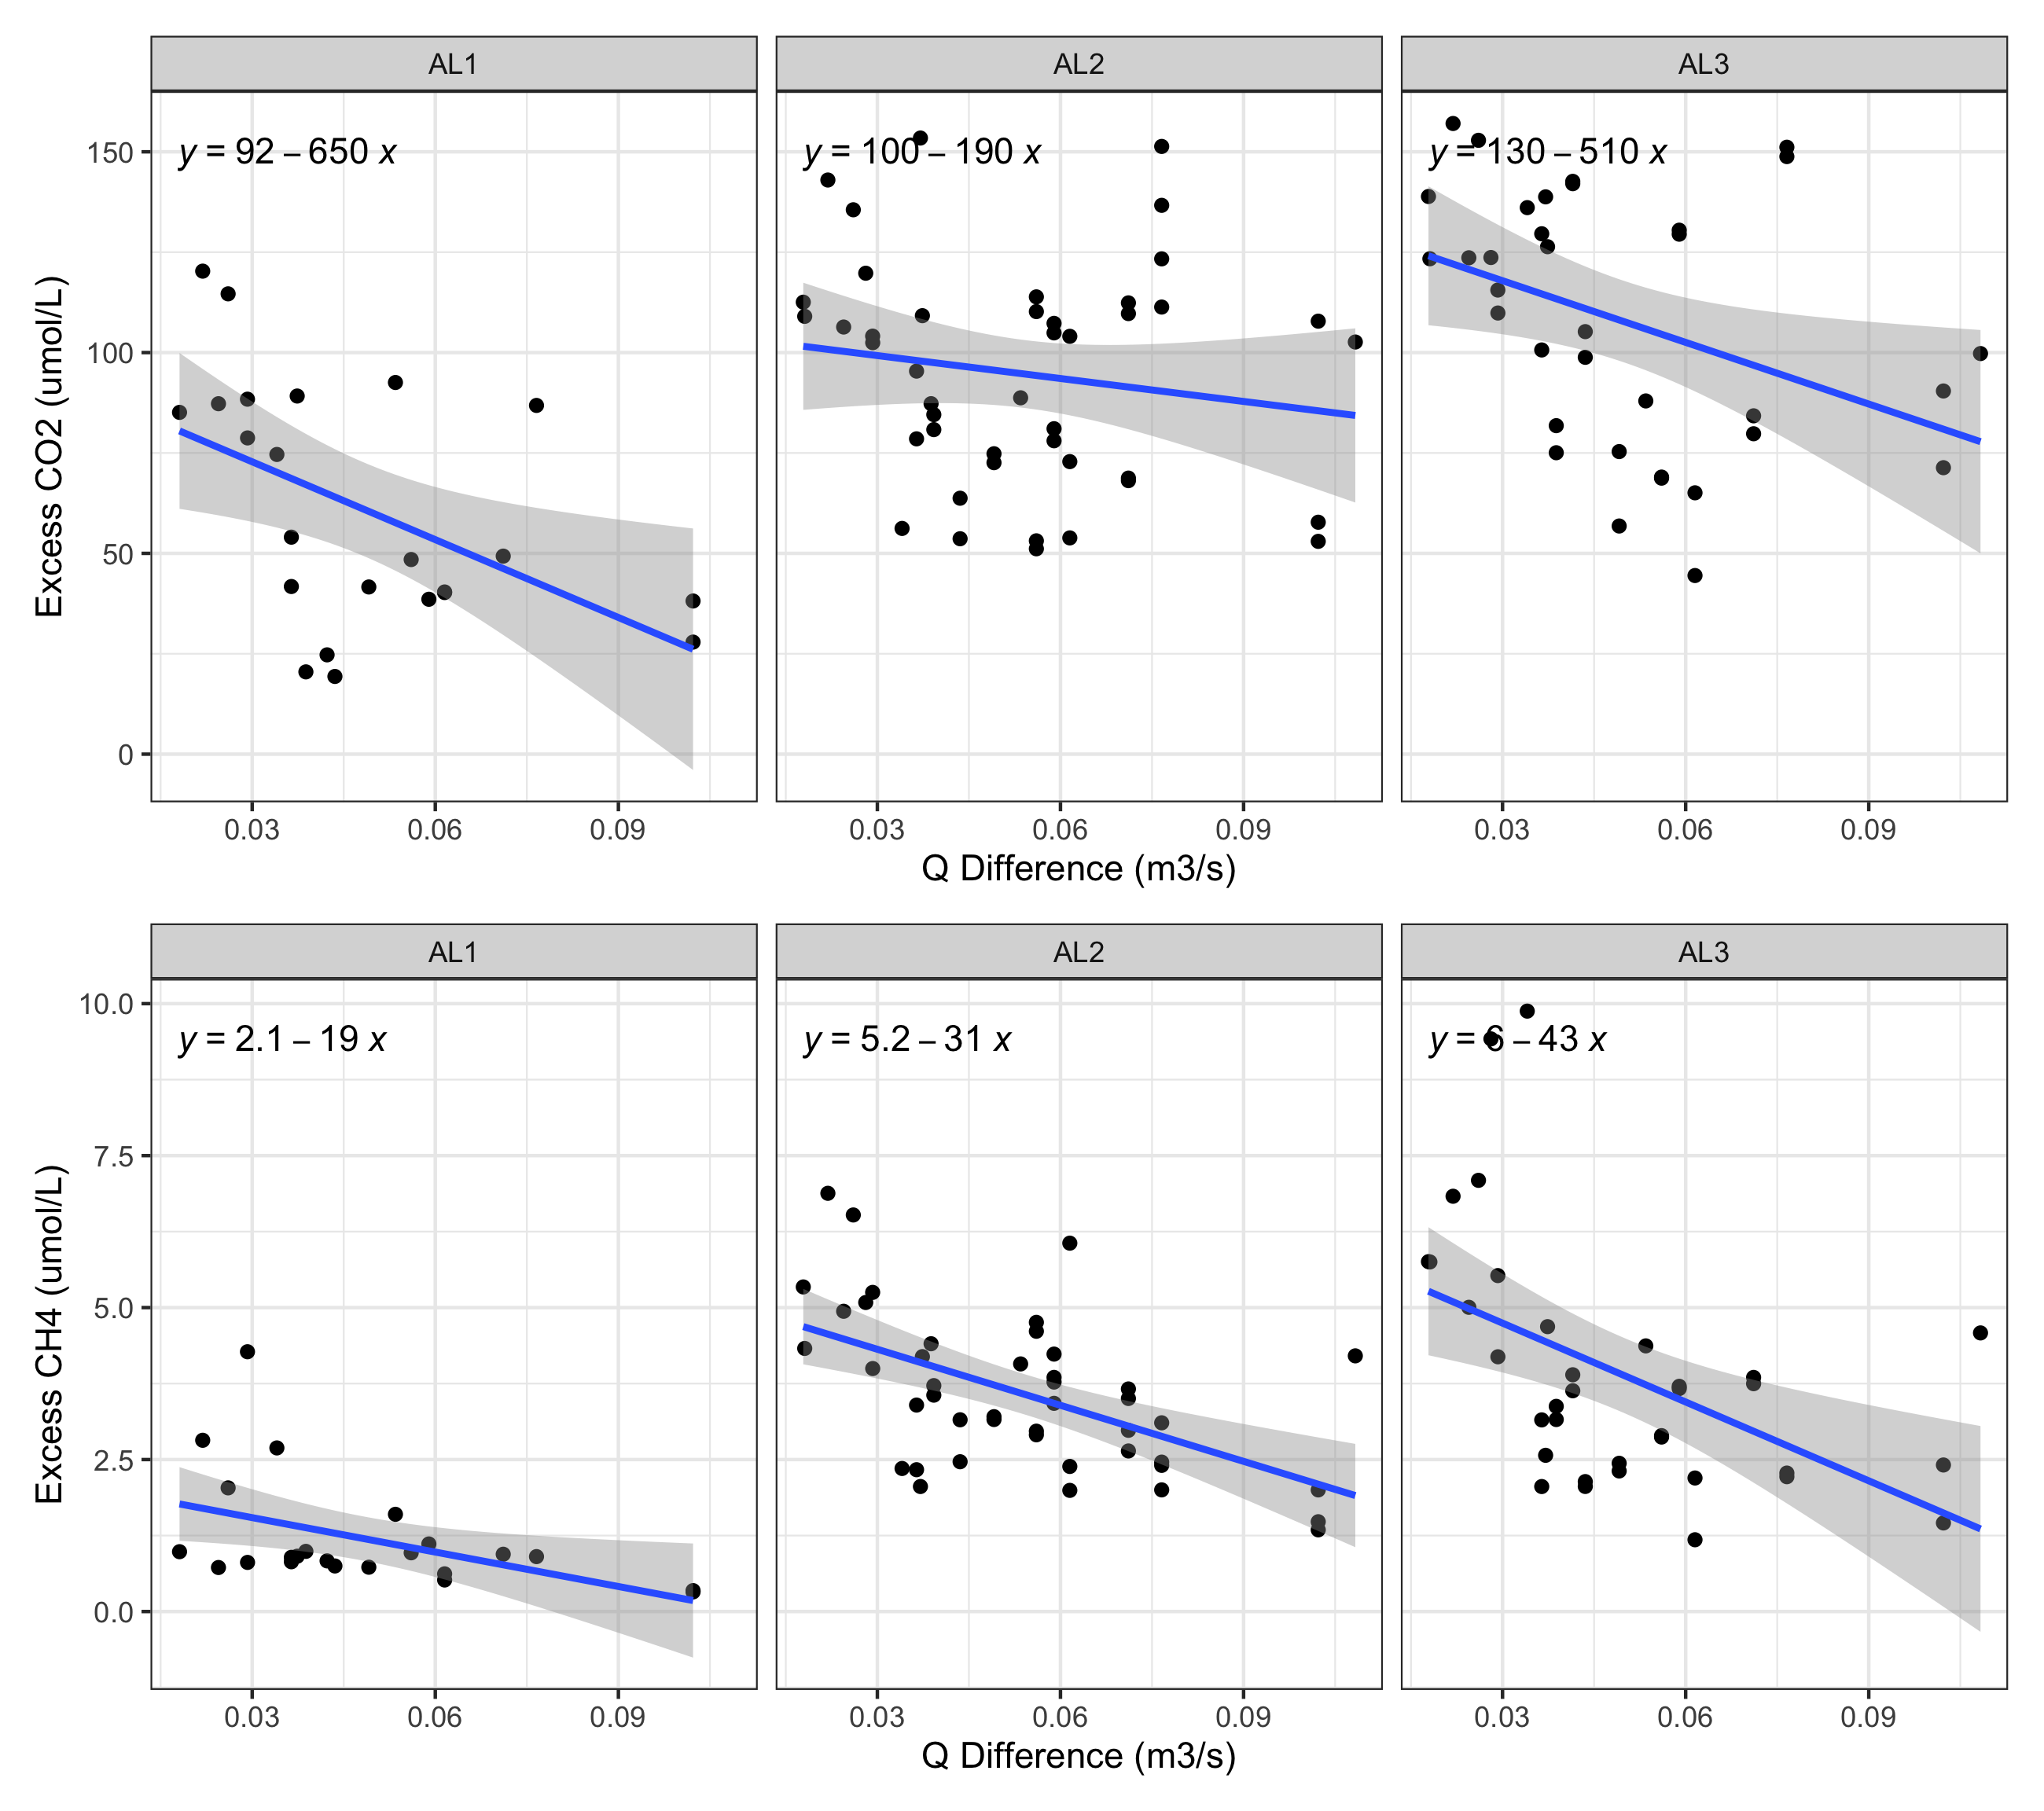 AL1 AL2 AL3
y = 92 – 650 x y = 100 – 190 x y = 130 – 510 x
150
100
50
0
Excess CO2 (umol/L)
0.03 0.06 0.09 0.03 0.06 0.09 0.03 0.06 0.09
Q Difference (m3/s)
AL1 AL2 AL3
10.0
y = 2.1 – 19 x y = 5.2 – 31 x y = 6 – 43 x
7.5
5.0
2.5
0.0
Excess CH4 (umol/L)
0.03 0.06 0.09 0.03 0.06 0.09 0.03 0.06 0.09
Q Difference (m3/s)